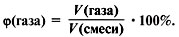 φ(газа) = V(газа) / V(смеси) · 100%.